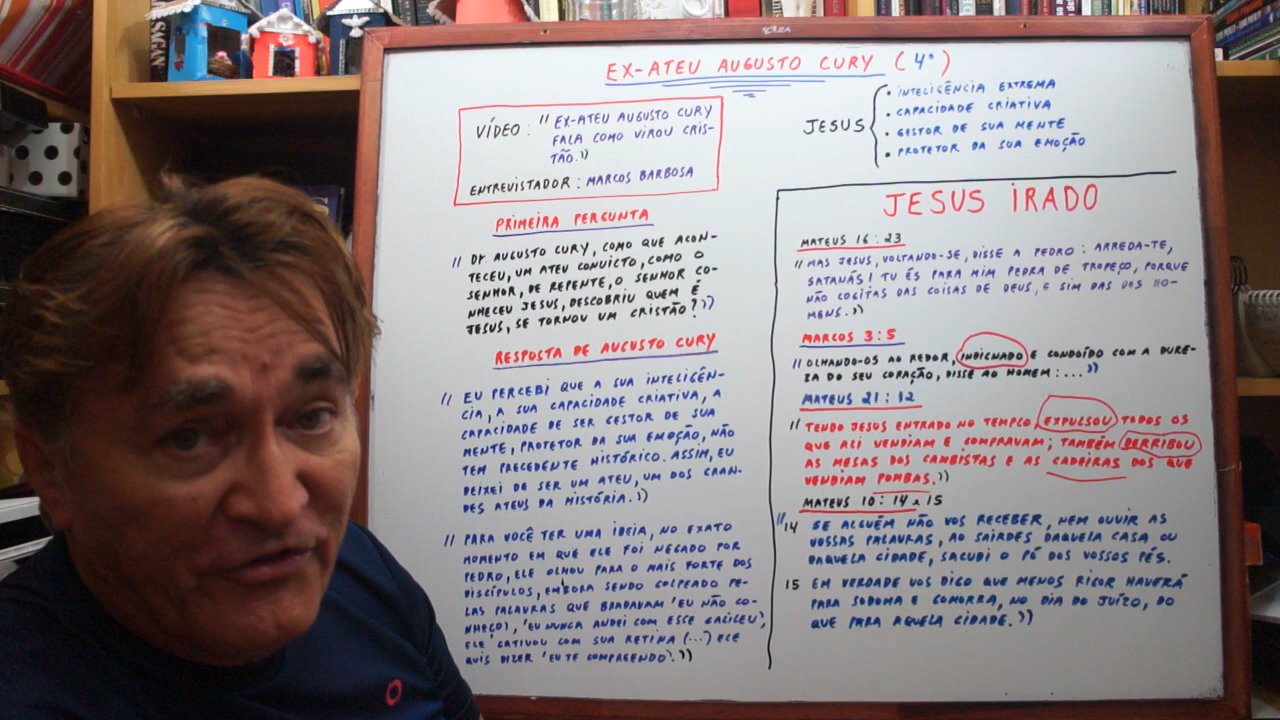 EX-ATEU AUGUSTO CURY (4º)
VÍDEO: "EX-ATEU AUGUSTO CURY
FALA COMO VIROU CRIS-
TÃO."
ENTREVISTADOR: MARCOS BARBOSA
PRIMEIRA PERGUNTA
"DR. AUGUSTO CURY, COMO QUE ACON-
TECEU, UM ATEU CONVICTO, COMO O
SENHOR, DE REPENTE, O SENHOR CO-
NHECEU JESUS, DESCOBRIU QUEM É
JESUS, SE TORNOU UM CRISTÃO?"
RESPOSTA DE AUGUSTO CURY
"EU PERCEBI QUE A SUA INTELIGÊN-
CIA, A SUA CAPACIDADE CRIATIVA, A
CAPACIDADE DE SER GESTOR DE SUA
MENTE, PROTETOR DA SUA EMOÇÃO, NÃO
TEM PRECEDENTE HISTÓRICO. ASSIM, EU
DEIXEI DE SER UM ATEU, UM DOS GRAN-
DES ATEUS DA HISTÓRIA."
"PARA VOCÊ TER UMA IDEIA, NO EXATO
MOMENTO EM QUE ELE FOI NEGADO POR
PEDRO, ELE OLHOU PARA O MAIS FORTE DOS
DISCÍPULOS, EMBORA SENDO GOLPEADO PE-
LAS PALAVRAS QUE BRADAVAM 'EU NÃO CO-
NHEÇO', 'EU NUNCA ANDEI COM ESSE GALILEU',
ELE 'CATIVOU COM SUA RETINA (...) ELE
QUIS DIZER 'EU TE COMPREENDO'."
JESUS
• INTELIGÊNCIA EXTREMA
• CAPACIDADE CRIATIVA
• GESTOR DE SUA MENTE
• PROTETOR DA SUA EMOÇÃO
JESUS IRADO
MATEUS 16:23
"MAS JESUS, VOLTANDO-SE, DISSE A PEDRO: ARREDA-TE,
SATANÁS! TU ÉS PARA MIM PEDRA DE TROPEÇO, PORQUE
NÃO COGITAS DAS COISAS DE DEUS, E SIM DAS DOS HO-
MENS."
MARCOS 3:5
"OLHANDO-OS AO REDOR, INDIGNADO E CONDOÍDO COM A DURE-
ZA DO SEU CORAÇÃO, DISSE AO HOMEM:..."
MATEUS 21:12
"TENDO JESUS ENTRADO NO TEMPLO, EXPULSOU TODOS OS
QUE ALI VENDIAM E COMPRAVAM; TAMBÉM DERRIBOU
AS MESAS DOS CAMBISTAS E AS CADEIRAS DOS QUE
VENDIAM POMBAS."
MATEUS 10:14.15
"14 SE ALGUÉM NÃO VOS RECEBER, NEM OUVIR AS
VOSSAS PALAVRAS, AO SAIRDES DAQUELA CASA OU
DAQUELA CIDADE, SACUDI O PÓ DOS VOSSOS PÉS.
15 EM VERDADE VOS DIGO QUE MENOS RIGOR HAVERÁ
PARA SODOMA E GOMORRA, NO DIA DO JUÍZO, DO
QUE PARA AQUELA CIDADE."
SAGAN